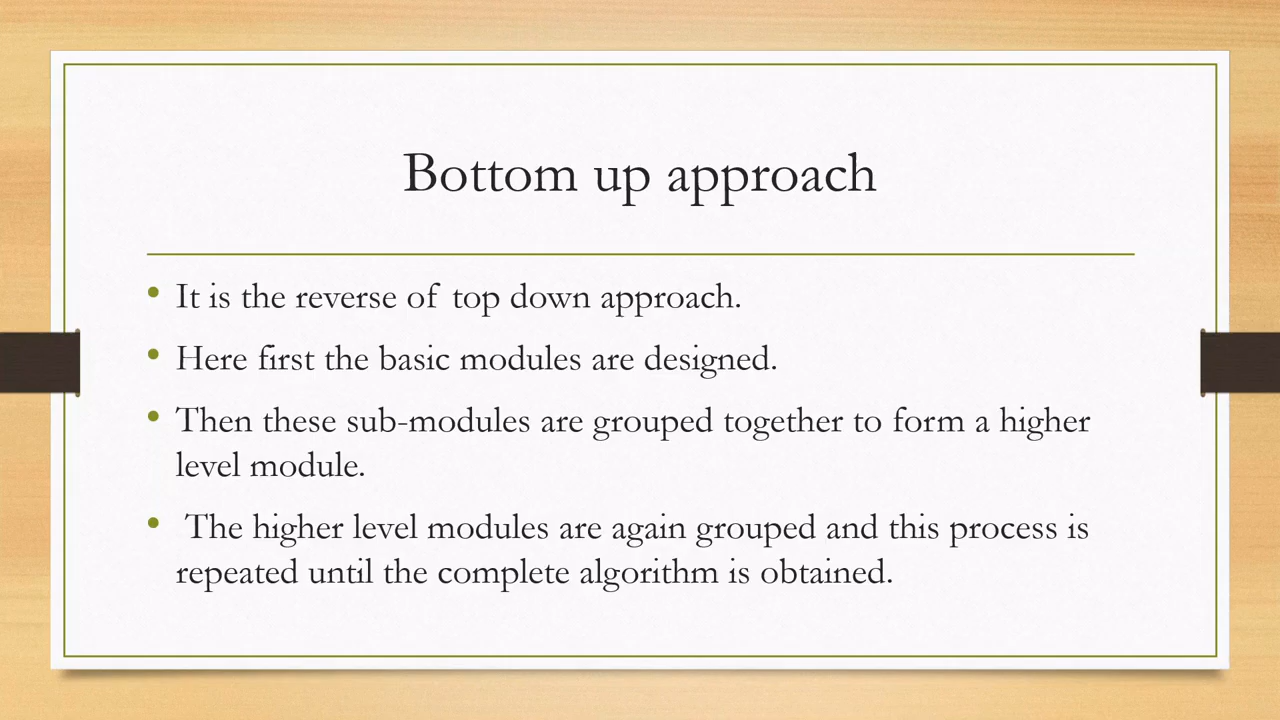 Bottom up approach
• It is the reverse of top down approach.
• Here first the basic modules are designed.
• Then these sub-modules are grouped together to form a higher
level module.
• The higher level modules are again grouped and this process is
repeated until the complete algorithm is obtained.